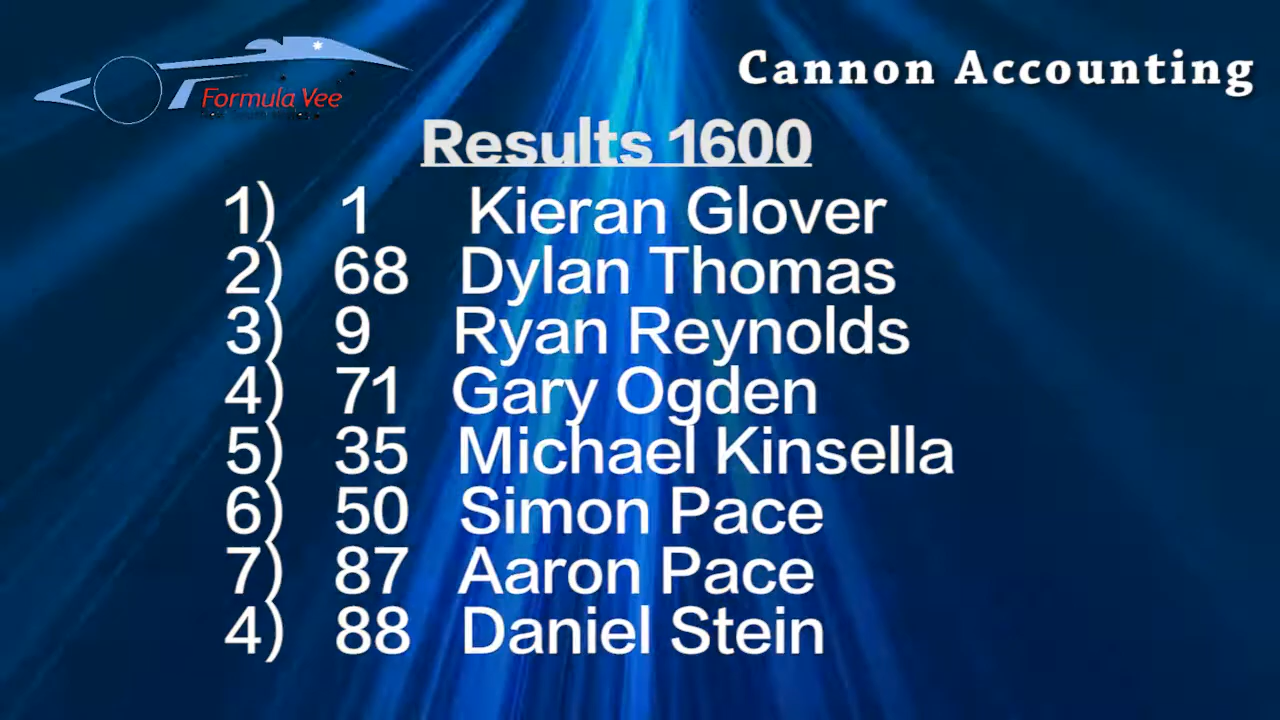 Formula Vee
Cannon Accounting
Results 1600
1) 1 Kieran Glover
2) 68 Dylan Thomas
3) 9 Ryan Reynolds
4) 71 Gary Ogden
5) 35 Michael Kinsella
6) 50 Simon Pace
7) 87 Aaron Pace
4) 88 Daniel Stein